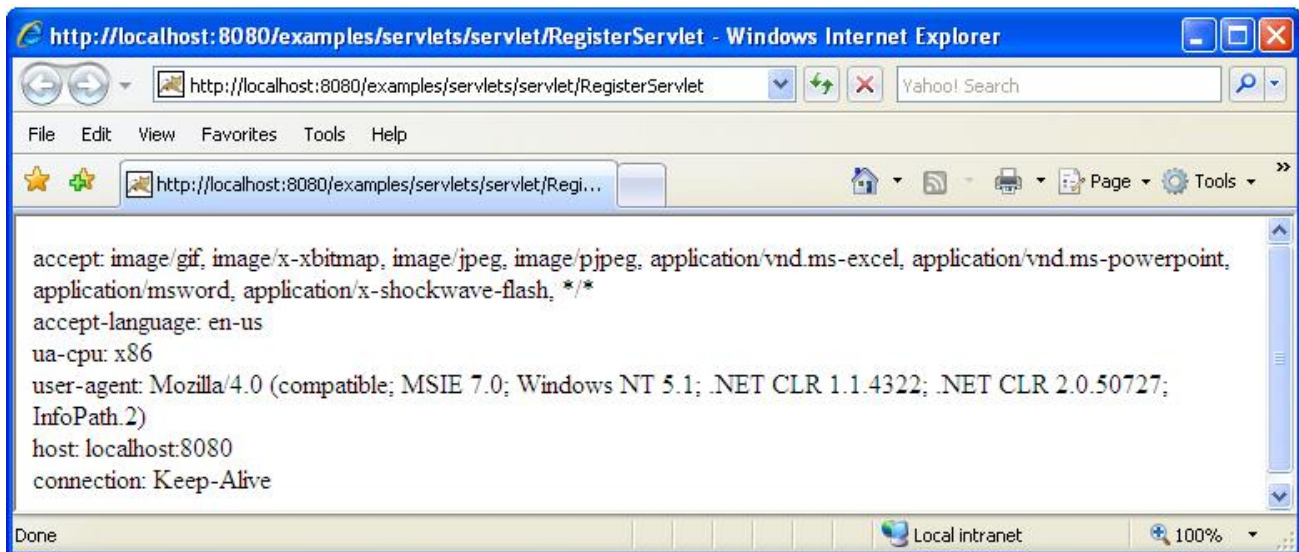 http://localhost:8080/examples/servlets/servlet/RegisterServlet - Windows Internet Explorer
http://localhost:8080/examples/servlets/servlet/RegisterServlet Yahoo! Search
File Edit View Favorites Tools Help
http://localhost:8080/examples/servlets/servlet/Regi... Page Tools »
accept: image/gif, image/x-xbitmap, image/jpeg, image/pjpeg, application/vnd.ms-excel, application/vnd.ms-powerpoint,
application/msword, application/x-shockwave-flash, */*
accept-language: en-us
ua-cpu: x86
user-agent: Mozilla/4.0 (compatible; MSIE 7.0; Windows NT 5.1; .NET CLR 1.1.4322; .NET CLR 2.0.50727;
InfoPath.2)
host: localhost:8080
connection: Keep-Alive
Done Local intranet 100%